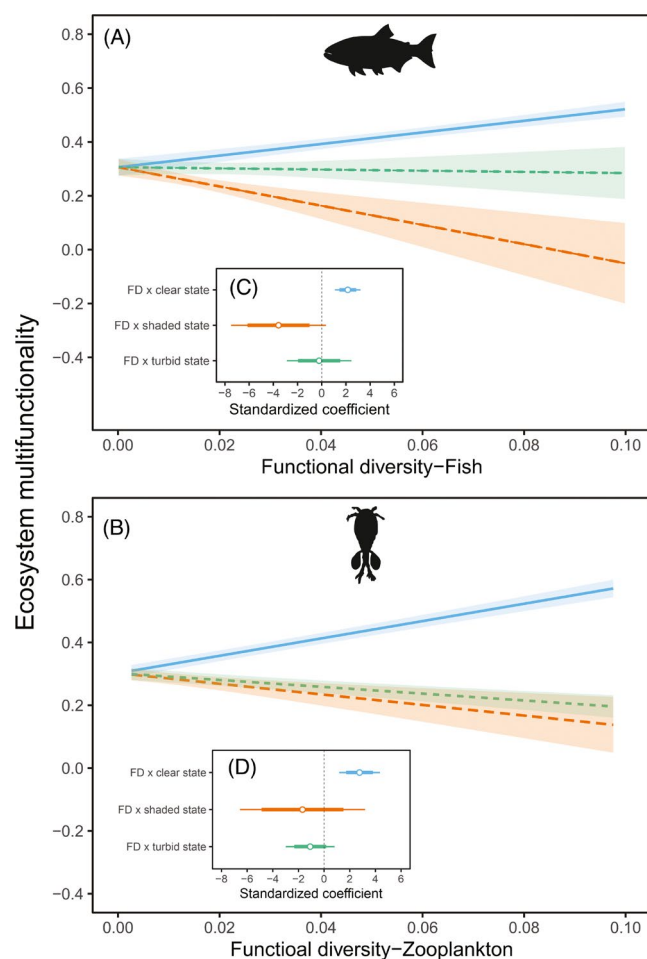 (A)
0.8
0.6
0.4
0.2
0.0
−0.2
−0.4
(C)
FD x clear state
FD x shaded state
FD x turbid state
−8 −6 −4 −2 0 2 4 6
Standardized coefficient
0.00 0.02 0.04 0.06 0.08 0.10
Functional diversity−Fish
Ecosystem multifunctionality
(B)
0.8
0.6
0.4
0.2
0.0
−0.2
−0.4
(D)
FD x clear state
FD x shaded state
FD x turbid state
−8 −6 −4 −2 0 2 4 6
Standardized coefficient
0.00 0.02 0.04 0.06 0.08 0.10
Functioal diversity−Zooplankton